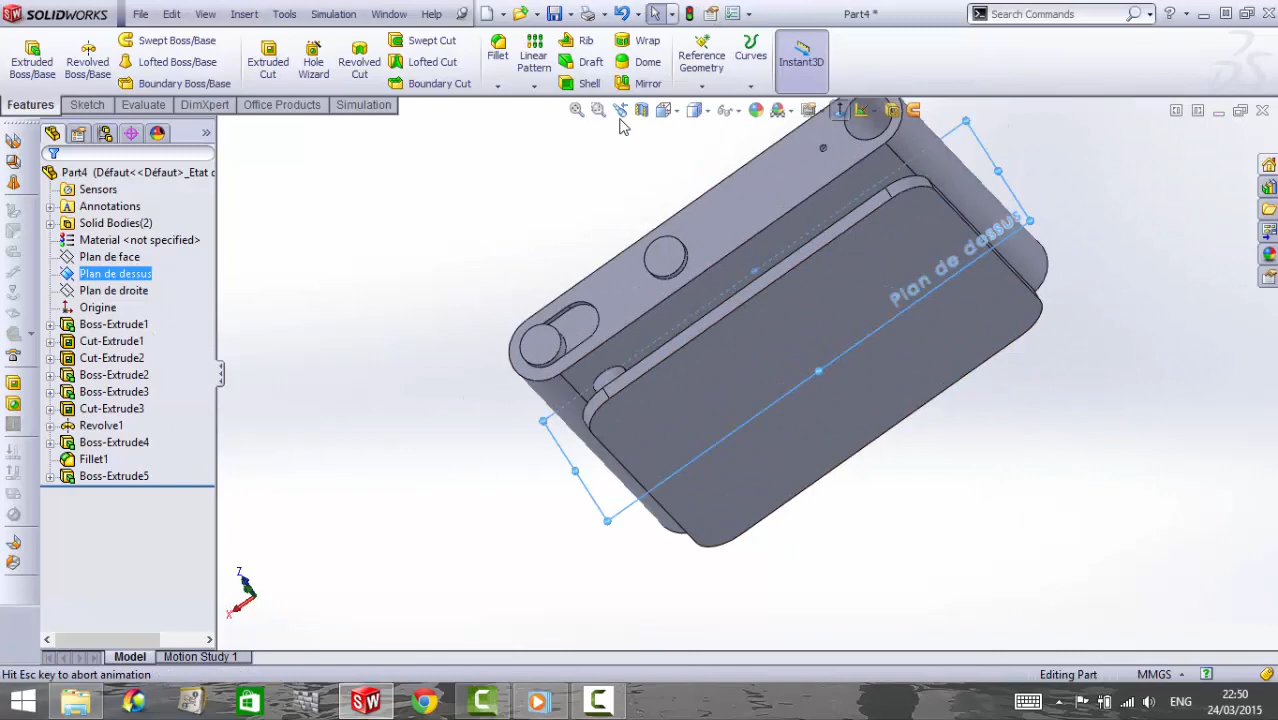 SOLIDWORKS
File
Edit
View
Insert
Tools
Simulation
Window
Help
Part4 *
Search Commands
Extruded Boss/Base
Revolved Boss/Base
Swept Boss/Base
Lofted Boss/Base
Boundary Boss/Base
Extruded Cut
Hole Wizard
Revolved Cut
Swept Cut
Lofted Cut
Boundary Cut
Fillet
Linear Pattern
Rib
Draft
Shell
Wrap
Dome
Mirror
Reference Geometry
Curves
Instant3D
Features
Sketch
Evaluate
DimXpert
Office Products
Simulation
Part4 (Défaut<<Défaut>_Etat d
Sensors
Annotations
Solid Bodies(2)
Material <not specified>
Plan de face
Plan de dessus
Plan de droite
Origine
Boss-Extrude1
Cut-Extrude1
Cut-Extrude2
Boss-Extrude2
Boss-Extrude3
Cut-Extrude3
Revolve1
Boss-Extrude4
Fillet1
Boss-Extrude5
Plan de dessus
Z
X
Model
Motion Study 1
Hit Esc key to abort animation
Editing Part
MMGS
ENG
22:50
24/03/2015